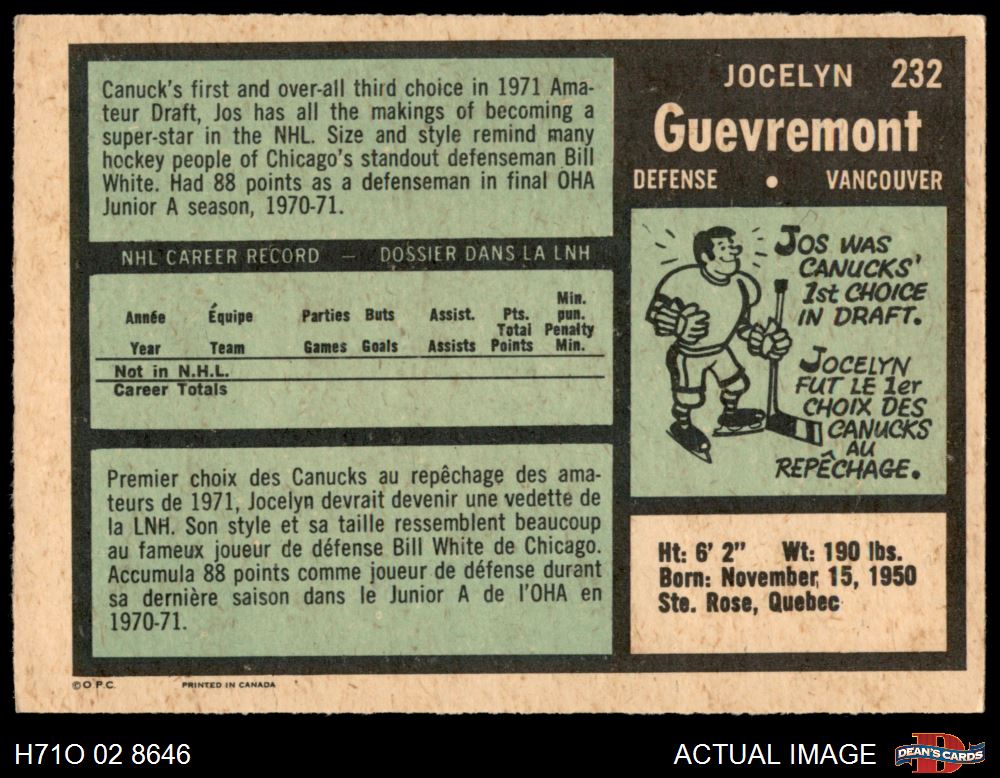 JOCELYN 232
Guevremont
DEFENSE • VANCOUVER
Canuck's first and over-all third choice in 1971 Ama-
teur Draft, Jos has all the makings of becoming a
super-star in the NHL. Size and style remind many
hockey people of Chicago's standout defenseman Bill
White. Had 88 points as a defenseman in final OHA
Junior A season, 1970-71.
NHL CAREER RECORD — DOSSIER DANS LA LNH
Année Équipe Parties Buts Assist. Pts. Total Min. pun. Penalty
Year Team Games Goals Assists Points Min.
Not in N.H.L.
Career Totals
Premier choix des Canucks au repêchage des ama-
teurs de 1971, Jocelyn devrait devenir une vedette de
la LNH. Son style et sa taille ressemblent beaucoup
au fameux joueur de défense Bill White de Chicago.
Accumula 88 points comme joueur de défense durant
sa dernière saison dans le Junior A de l'OHA en
1970-71.
JOS WAS
CANUCKS'
1st CHOICE
IN DRAFT.
JOCELYN
FUT LE 1er
CHOIX DES
CANUCKS
AU
REPÊCHAGE.
Ht: 6' 2" Wt: 190 lbs.
Born: November 15, 1950
Ste. Rose, Quebec
©O.P.C. PRINTED IN CANADA
H71O 02 8646 ACTUAL IMAGE DEAN'S CARDS